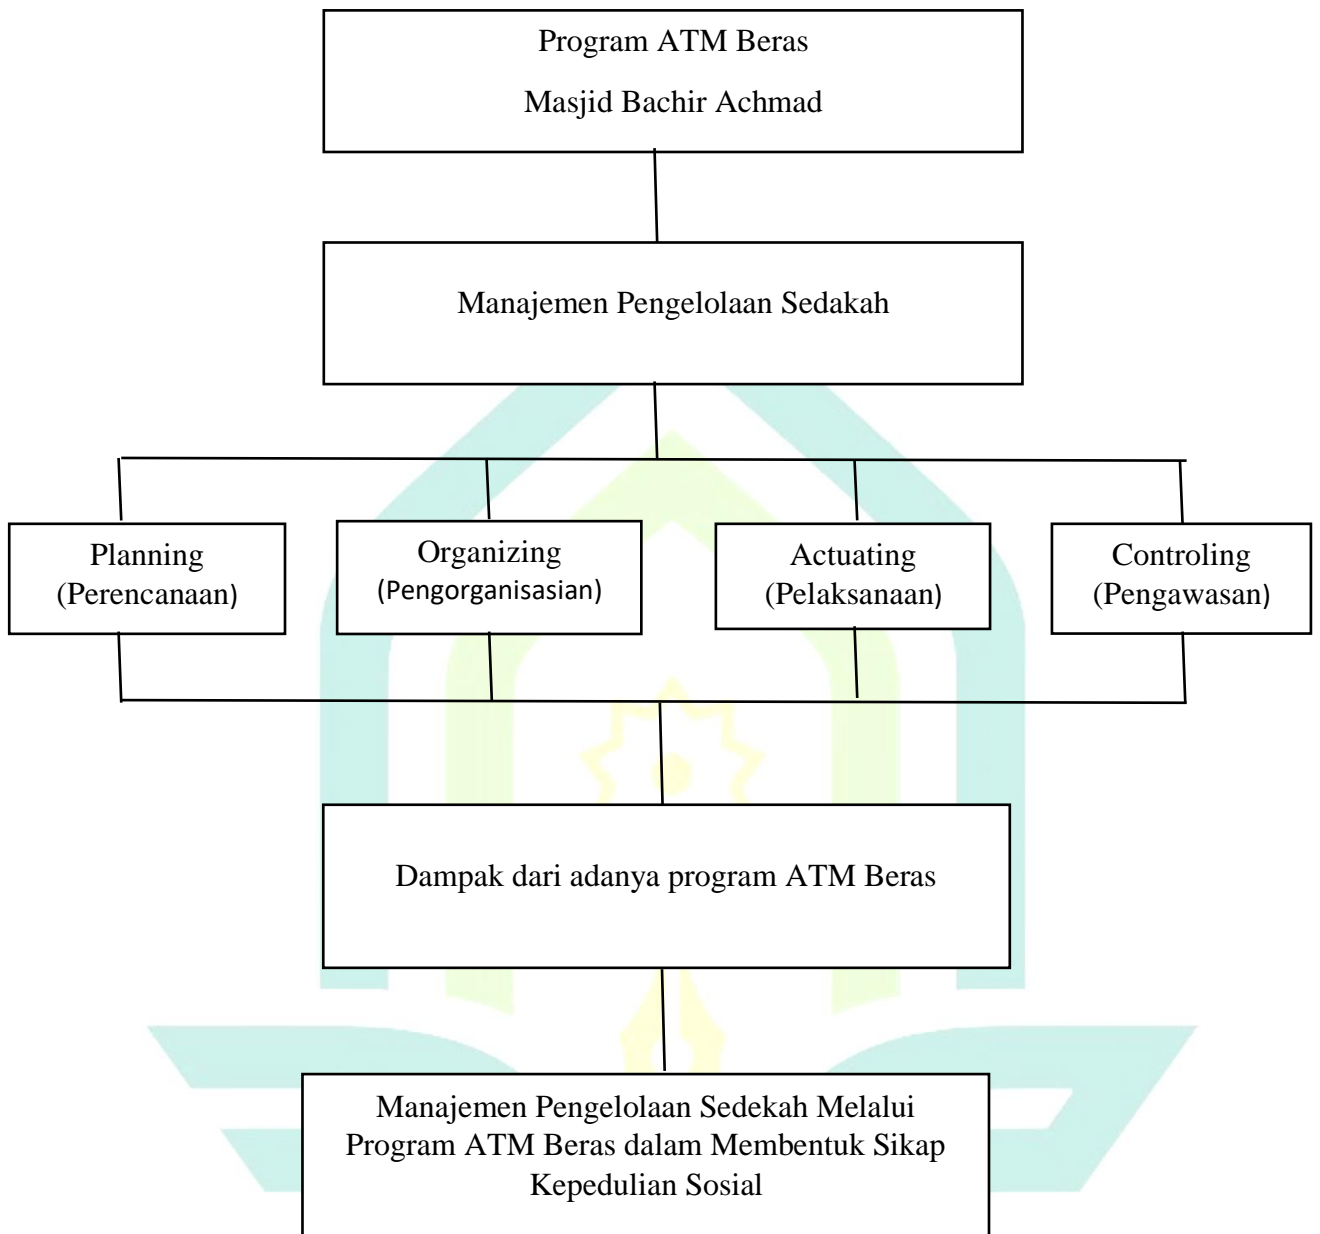 Program ATM Beras
Masjid Bachir Achmad
Manajemen Pengelolaan Sedakah
Planning
(Perencanaan)
Organizing
(Pengorganisasian)
Actuating
(Pelaksanaan)
Controling
(Pengawasan)
Dampak dari adanya program ATM Beras
Manajemen Pengelolaan Sedekah Melalui
Program ATM Beras dalam Membentuk Sikap
Kepedulian Sosial